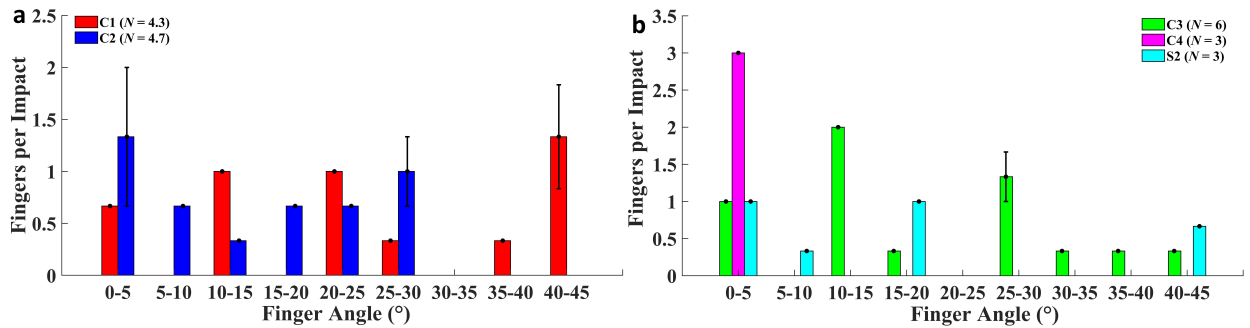 a
C1 (N = 4.3)
C2 (N = 4.7)
Fingers per Impact
2.5
2
1.5
1
0.5
0
0-5 5-10 10-15 15-20 20-25 25-30 30-35 35-40 40-45
Finger Angle (°)
b
C3 (N = 6)
C4 (N = 3)
S2 (N = 3)
Fingers per Impact
3.5
3
2.5
2
1.5
1
0.5
0
0-5 5-10 10-15 15-20 20-25 25-30 30-35 35-40 40-45
Finger Angle (°)